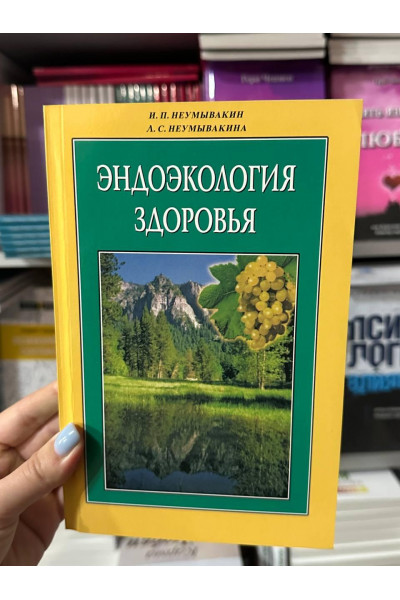 И. П. НЕУМЫВАКИН
Л. С. НЕУМЫВАКИНА
ЭНДОЭКОЛОГИЯ
ЗДОРОВЬЯ